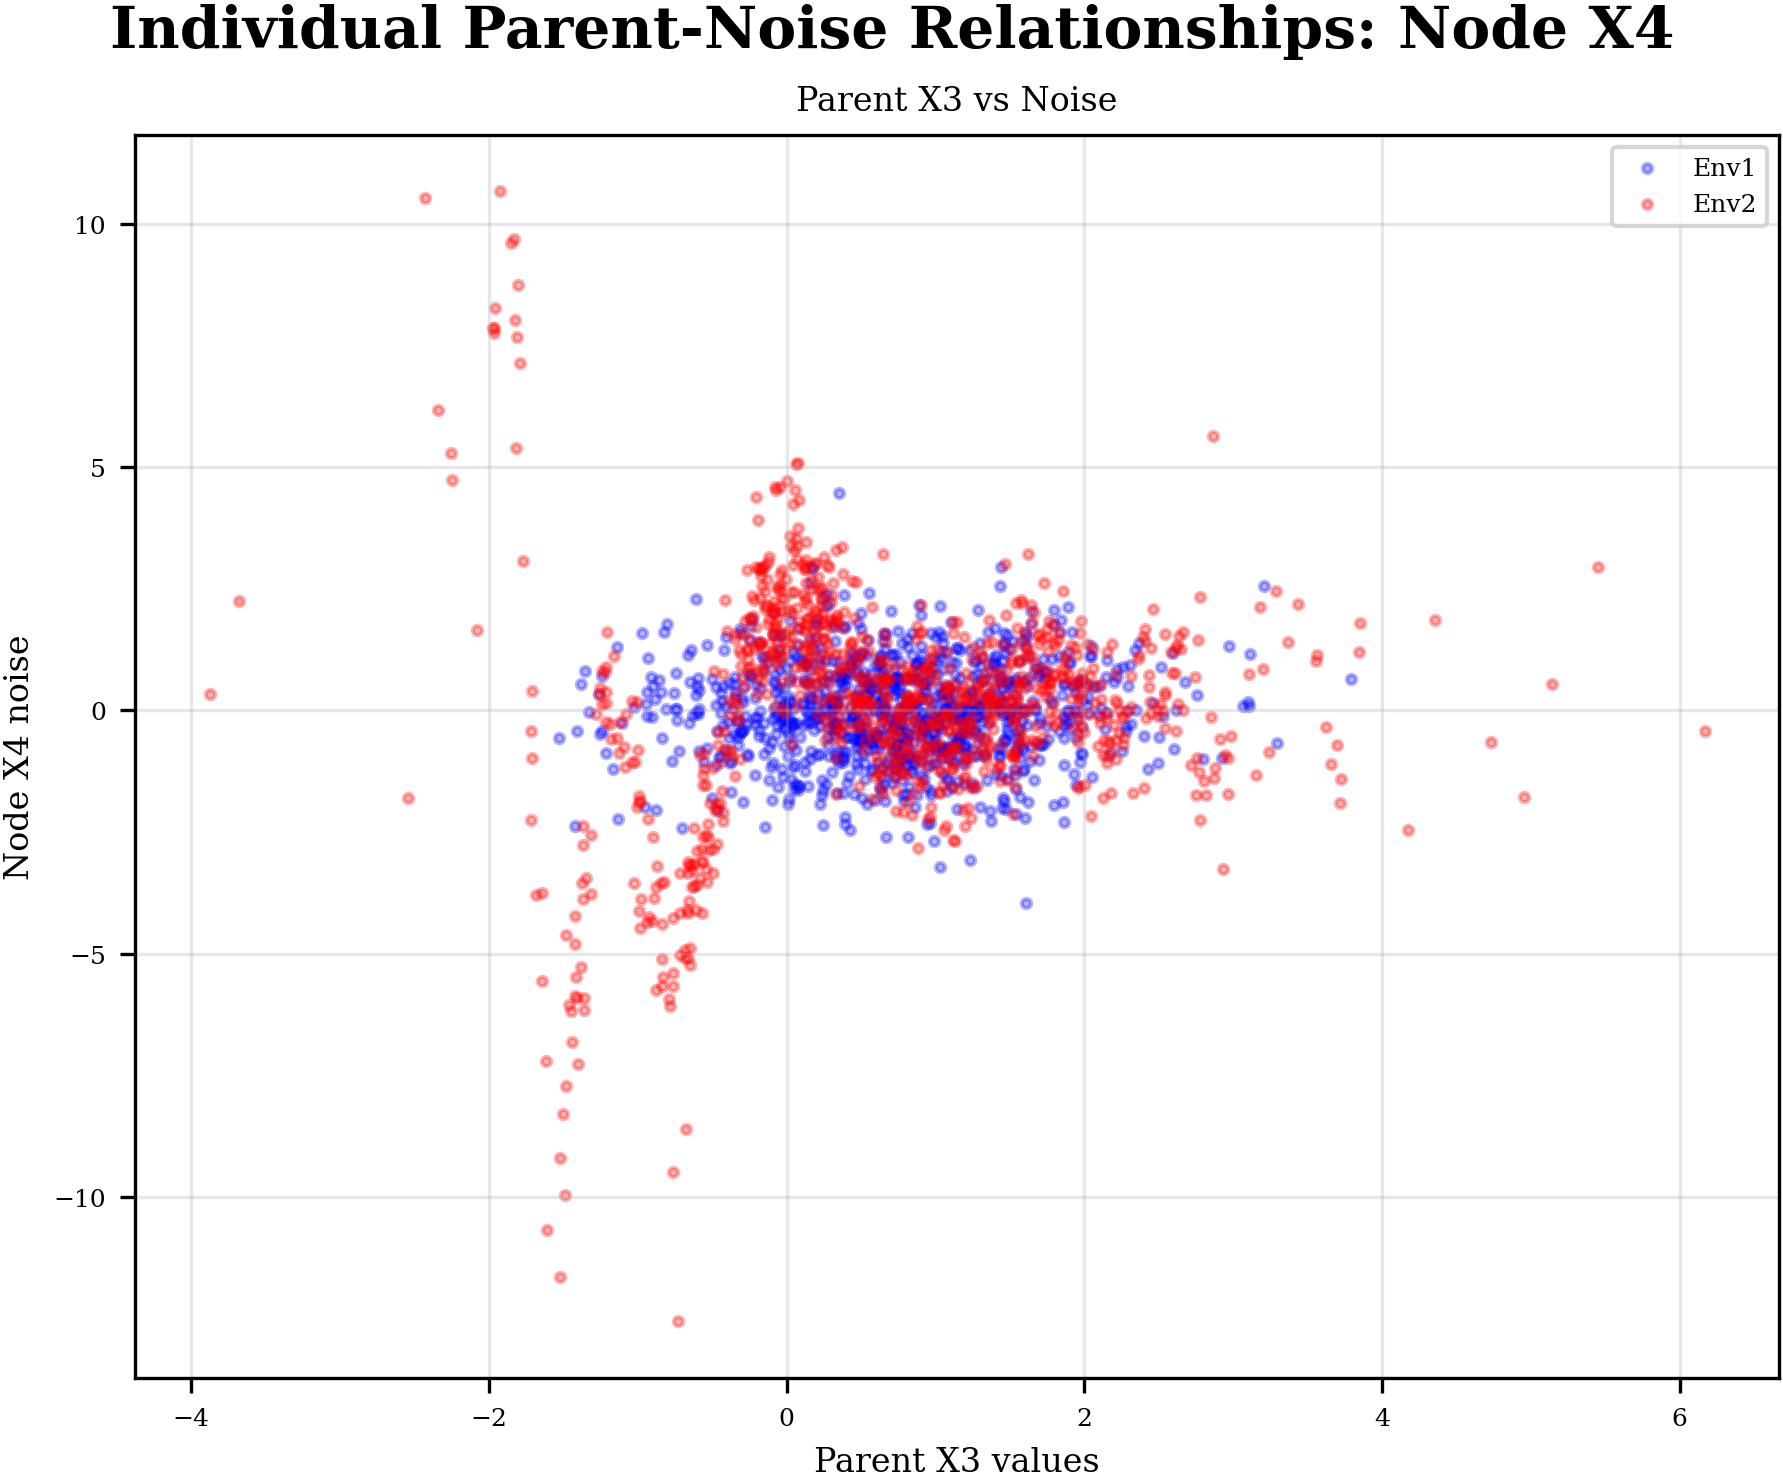 Individual Parent-Noise Relationships: Node X4
Parent X3 vs Noise
Env1
Env2
10
5
0
−5
−10
Node X4 noise
−4
−2
0
2
4
6
Parent X3 values